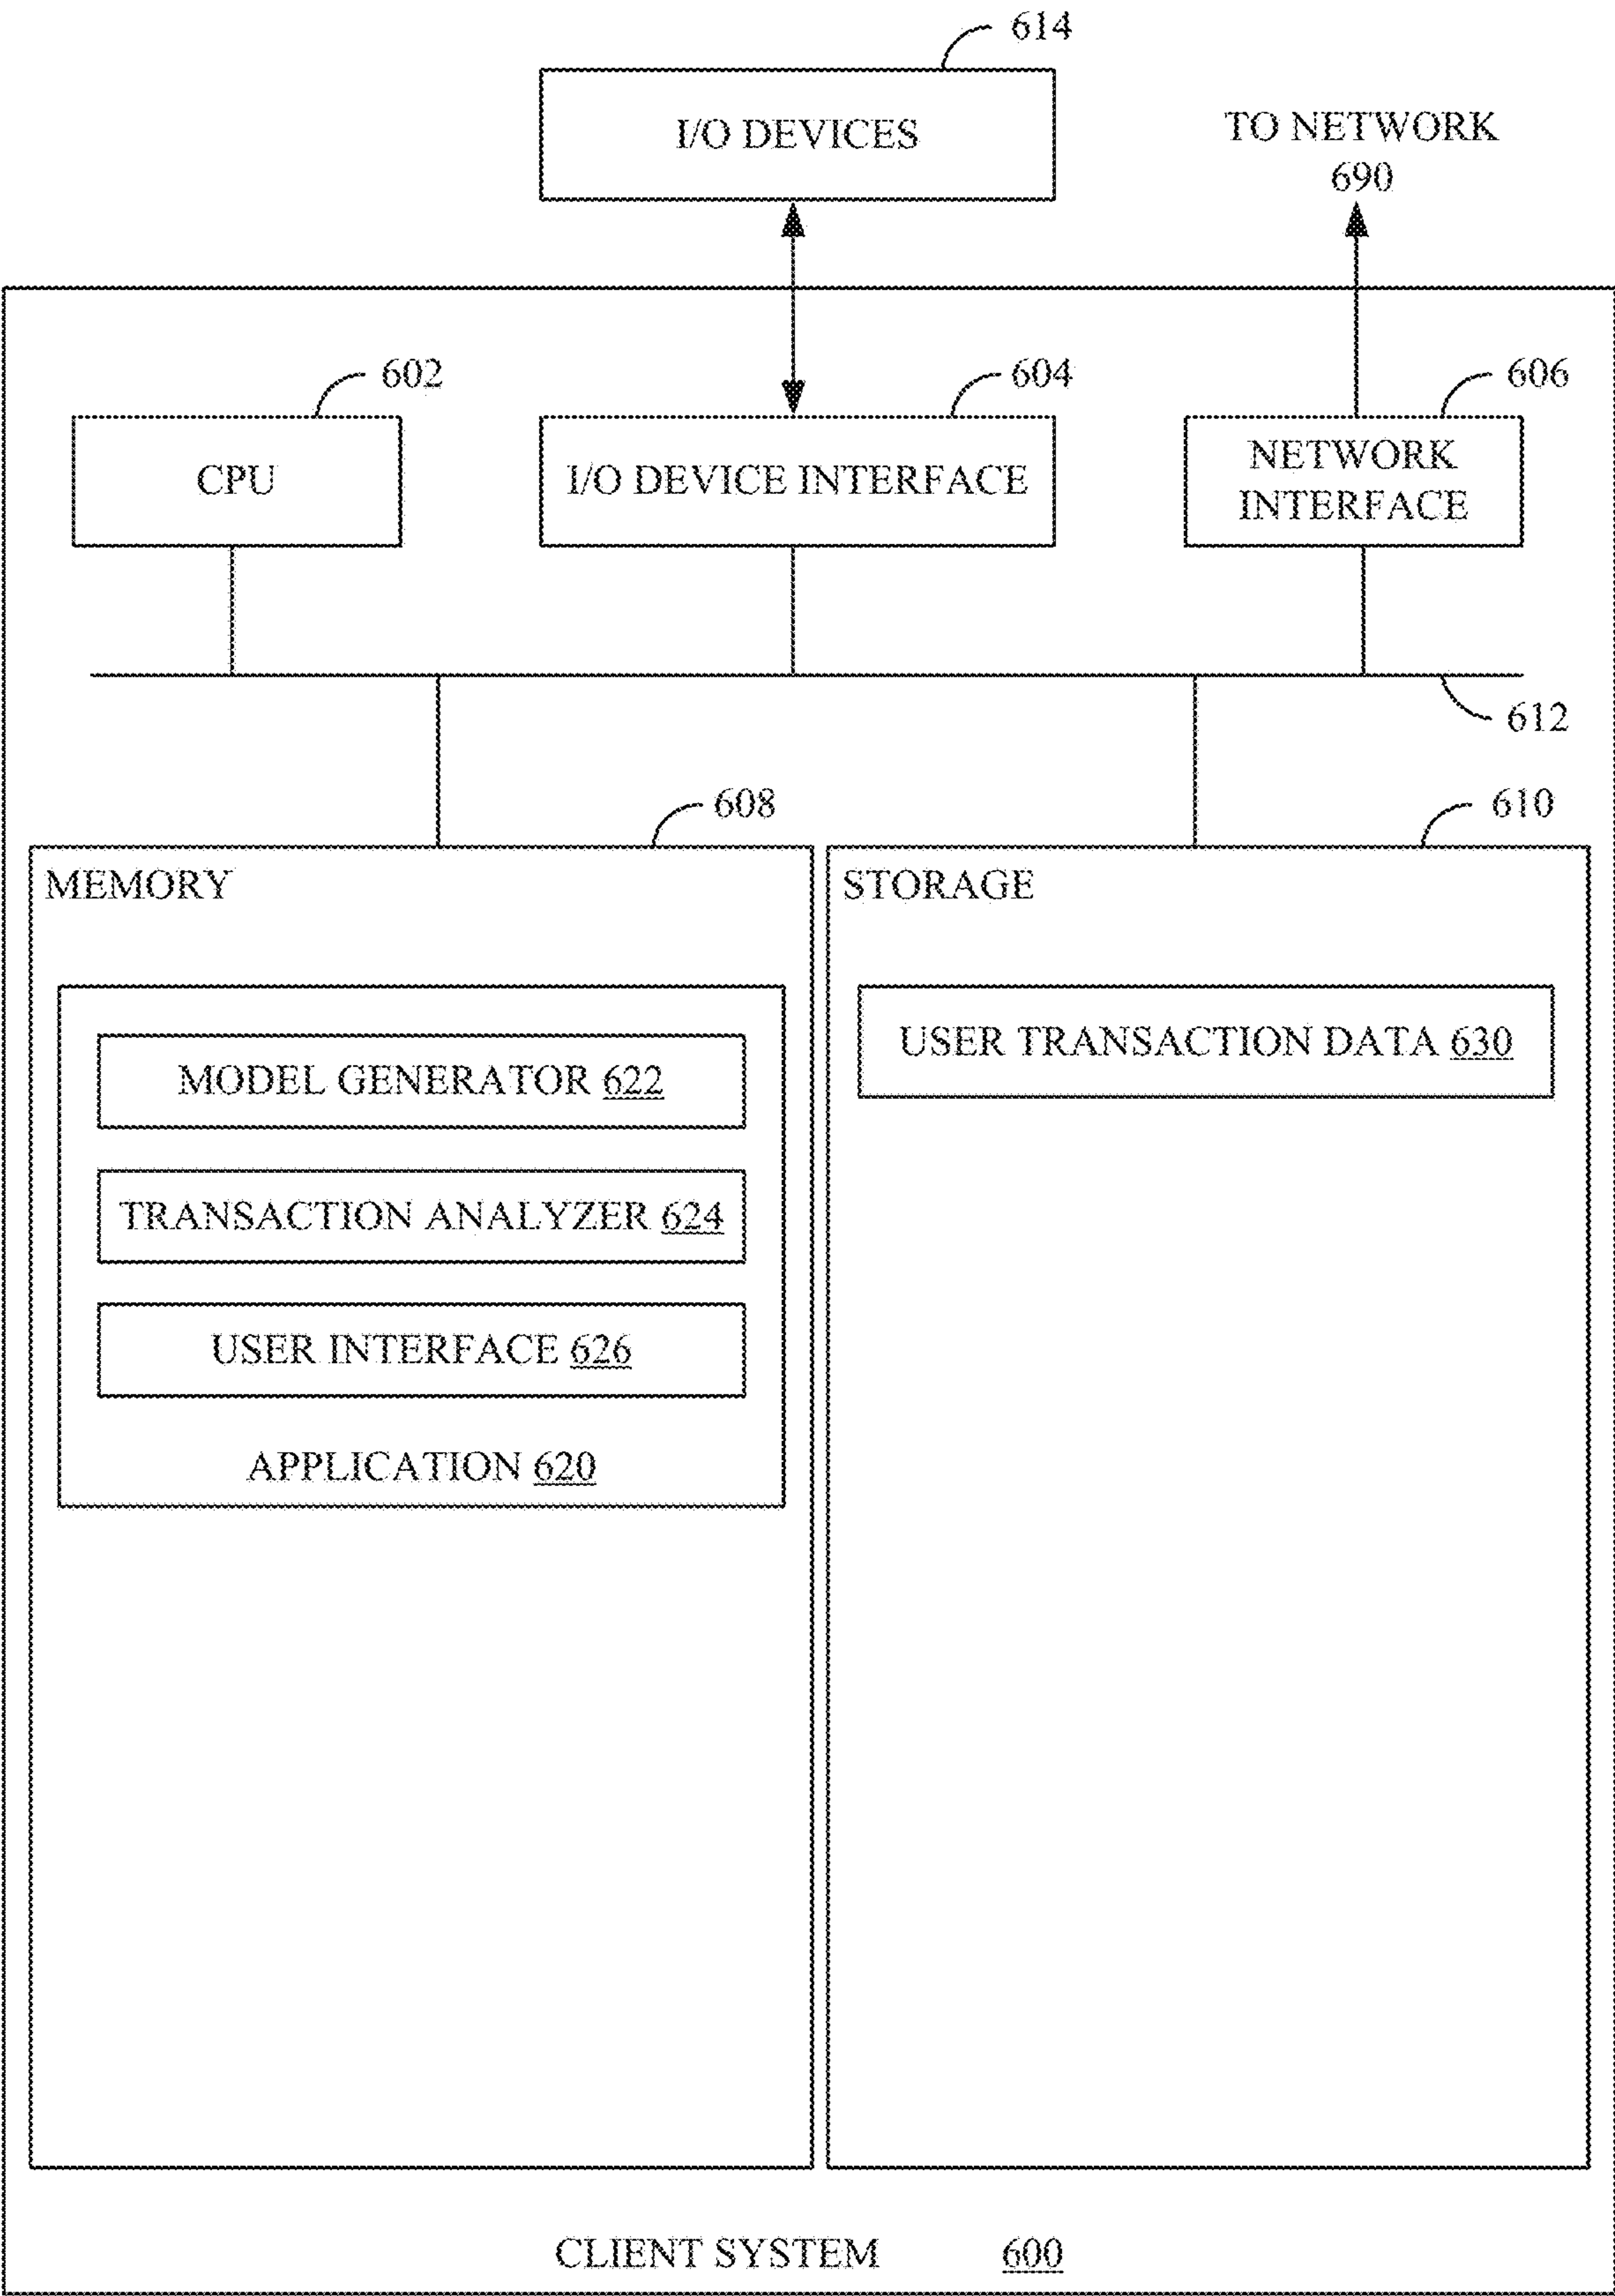 614
I/O DEVICES
TO NETWORK
690
602
604
606
CPU
I/O DEVICE INTERFACE
NETWORK
INTERFACE
612
608
610
MEMORY
STORAGE
MODEL GENERATOR 622
TRANSACTION ANALYZER 624
USER INTERFACE 626
APPLICATION 620
USER TRANSACTION DATA 630
CLIENT SYSTEM 600